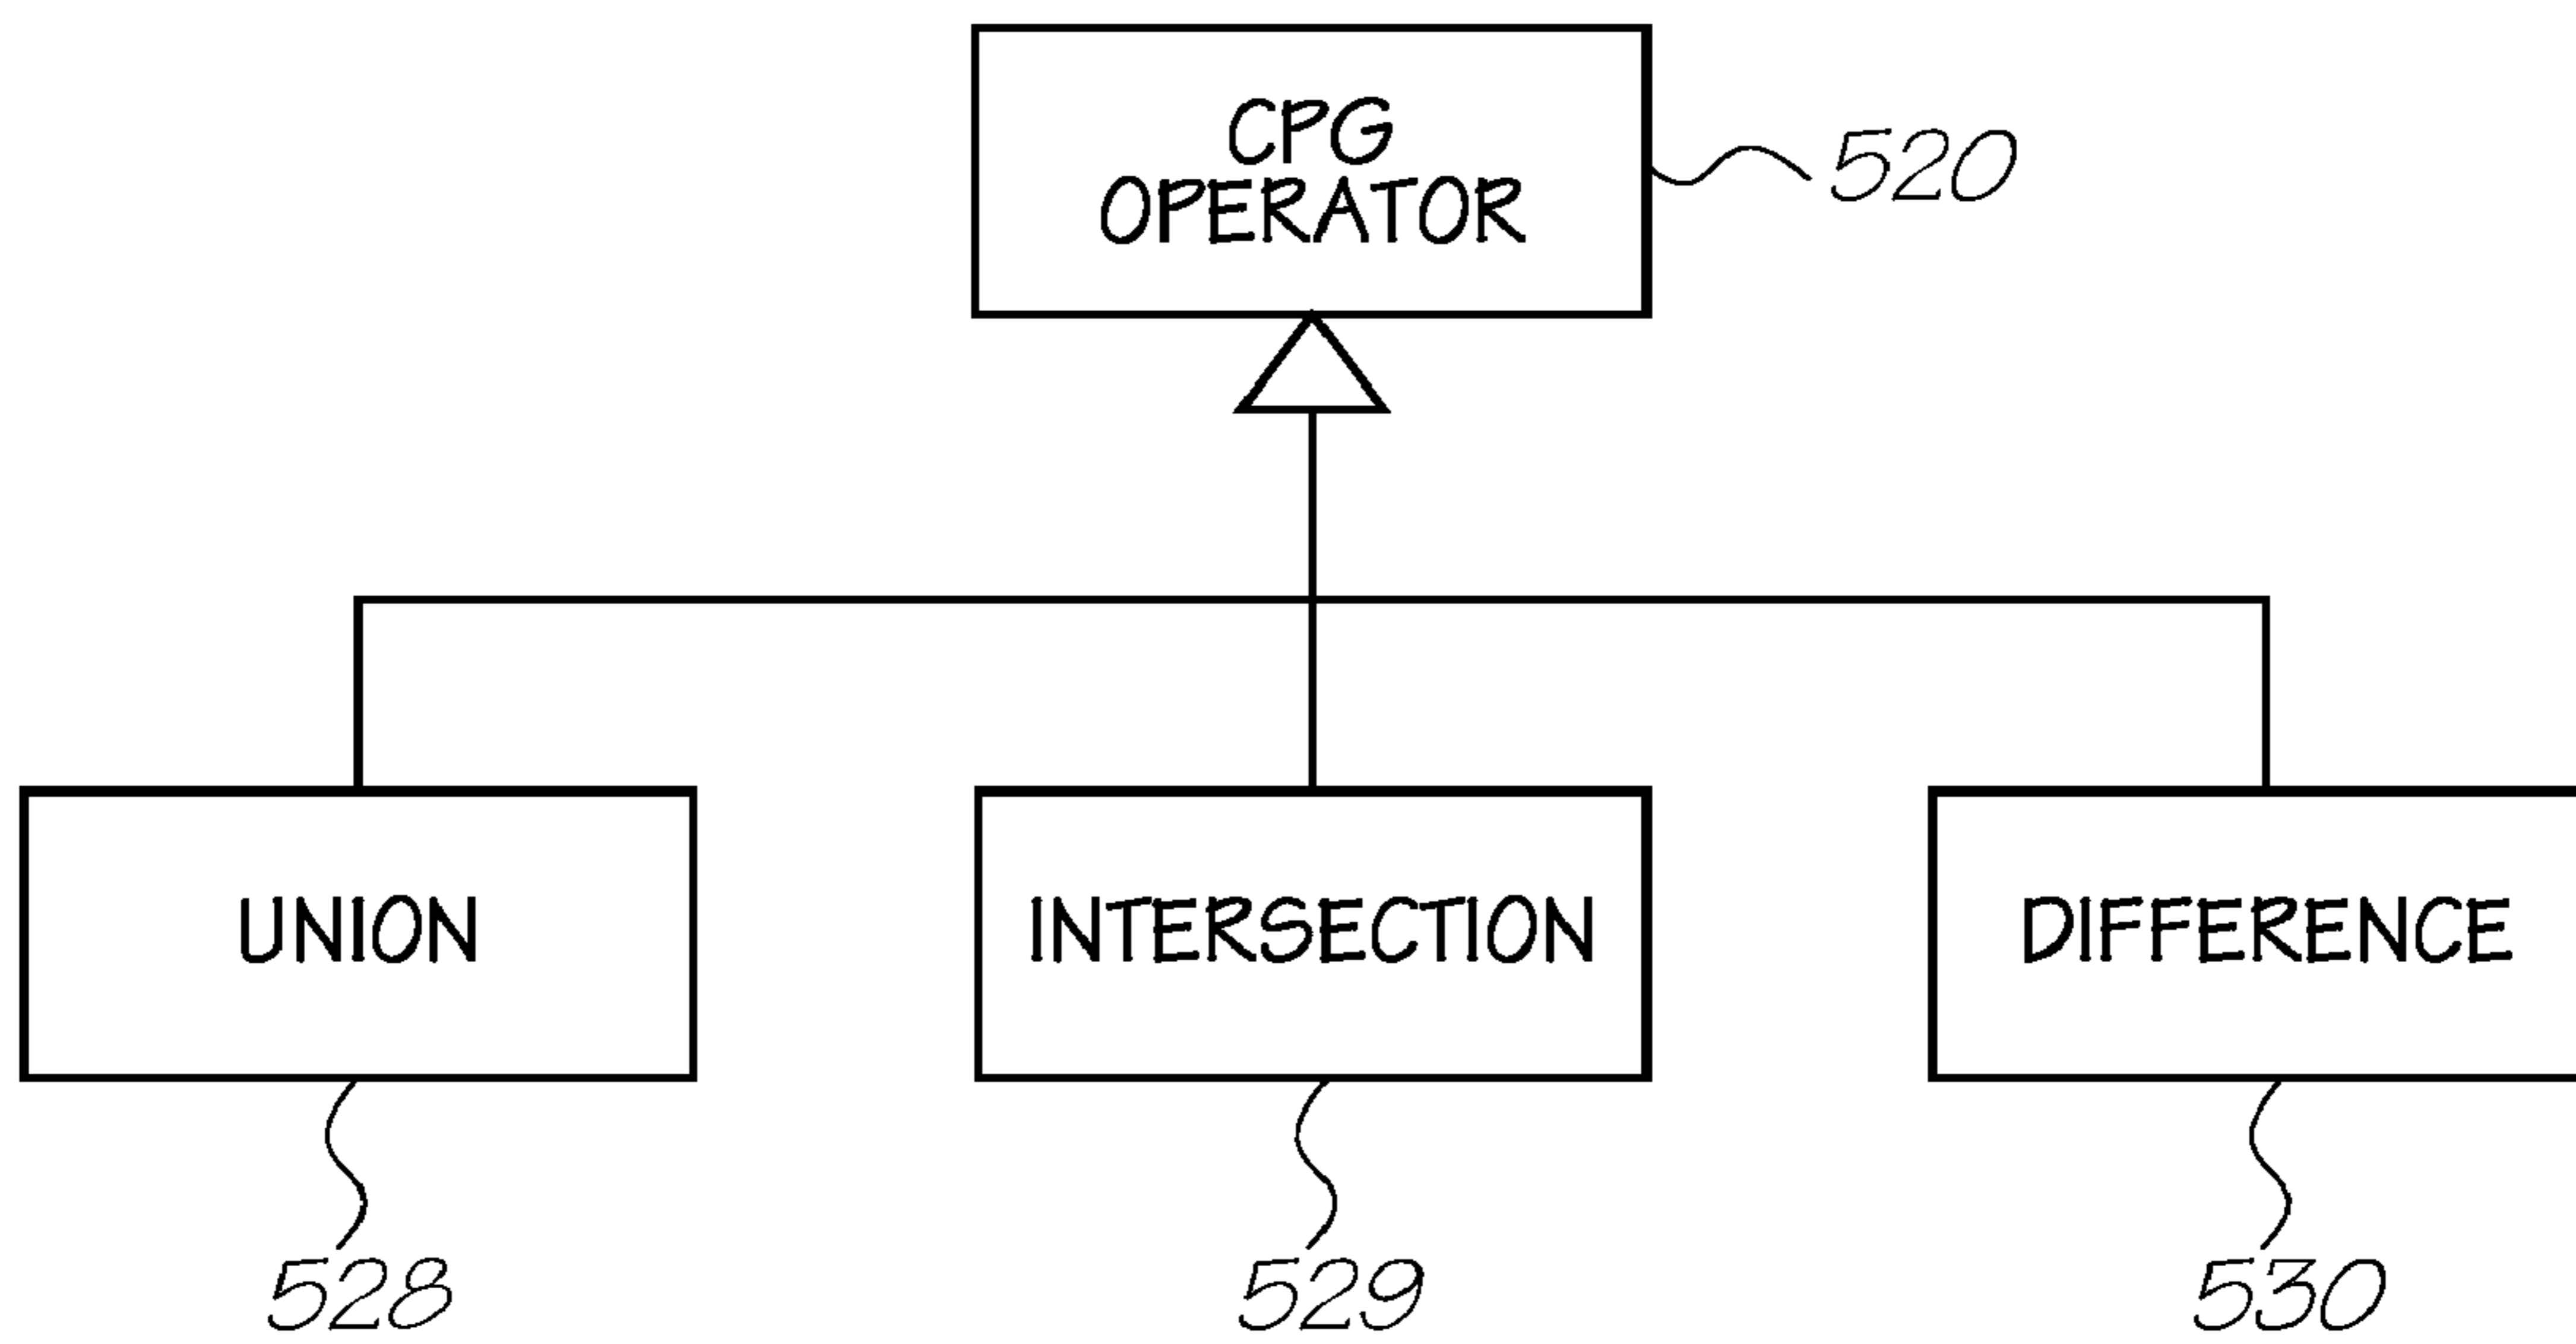 CPG
OPERATOR
520
UNION
INTERSECTION
DIFFERENCE
528
529
530